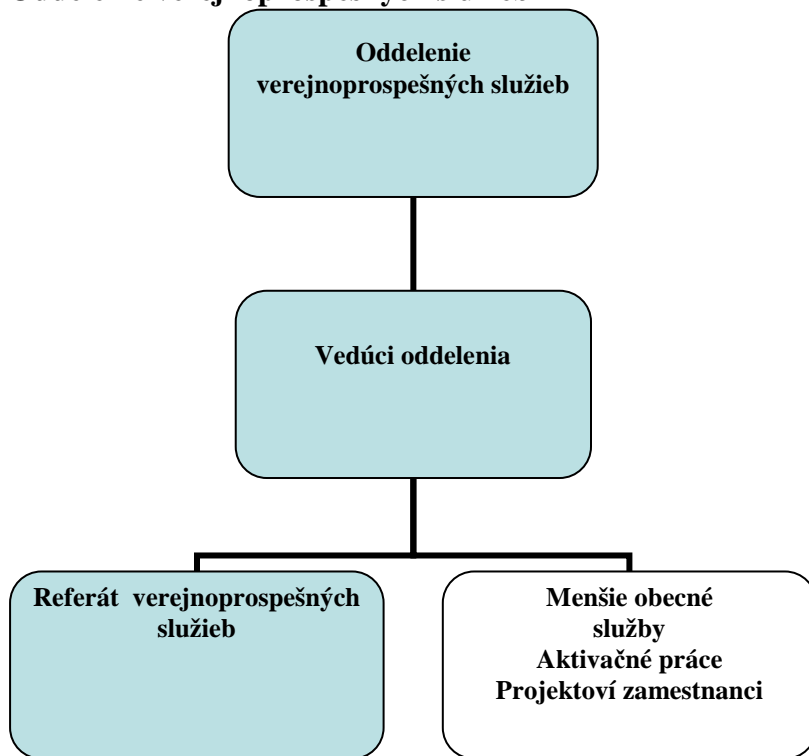 Oddelenie
verejnoprospešných služieb
Vedúci oddelenia
Referát verejnoprospešných
služieb
Menšie obecné
služby
Aktivačné práce
Projektoví zamestnanci